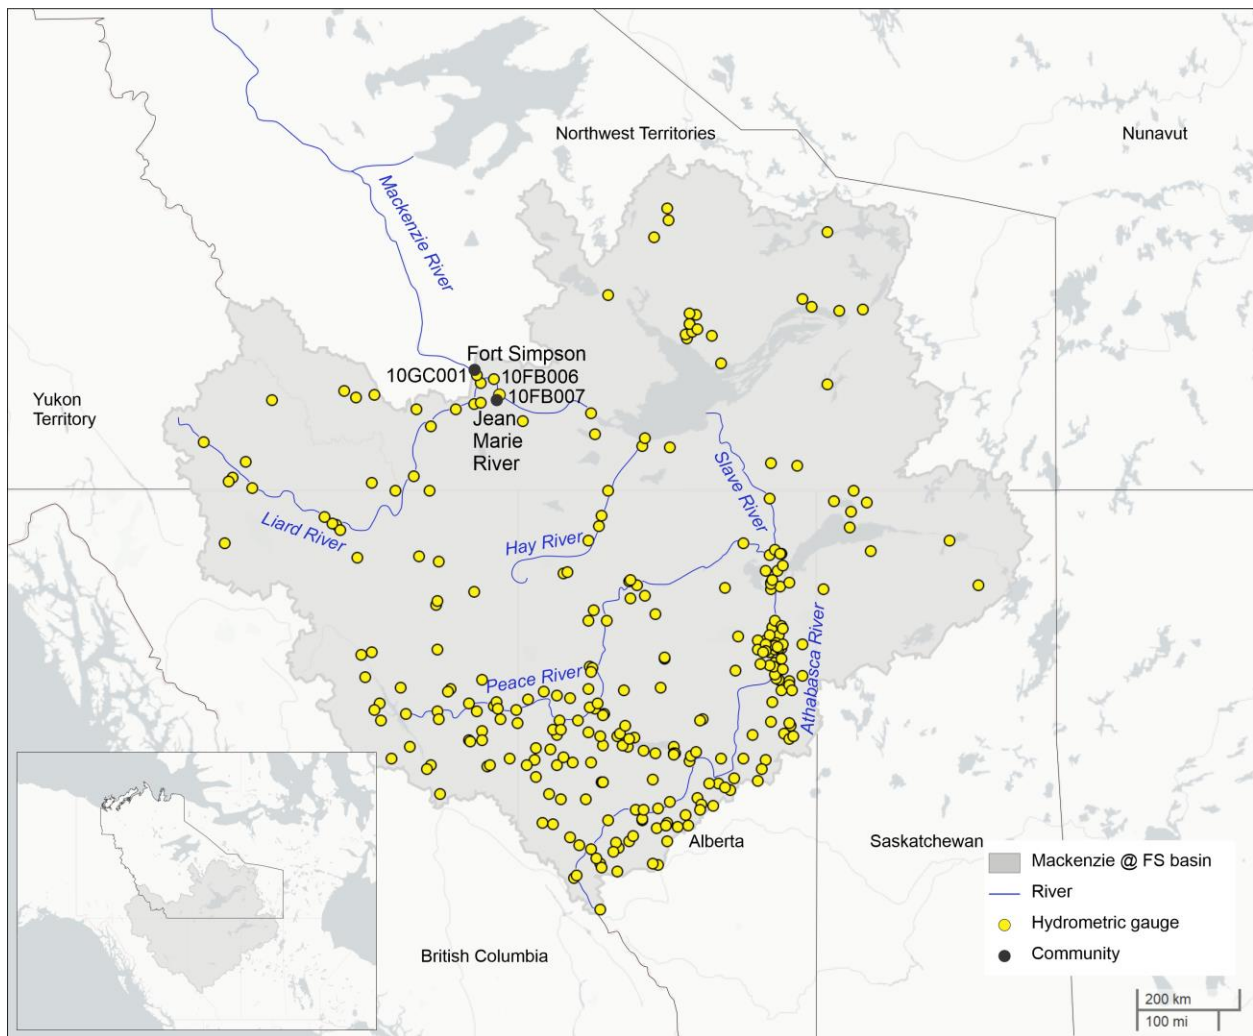 Northwest Territories
Nunavut
Mackenzie River
Fort Simpson
10GC001
10FB006
10FB007
Yukon
Territory
Jean
Marie
River
Slave River
Liard River
Hay River
Peace River
Athabasca River
Alberta
Saskatchewan
British Columbia
Mackenzie @ FS basin
River
Hydrometric gauge
Community
200 km
100 mi